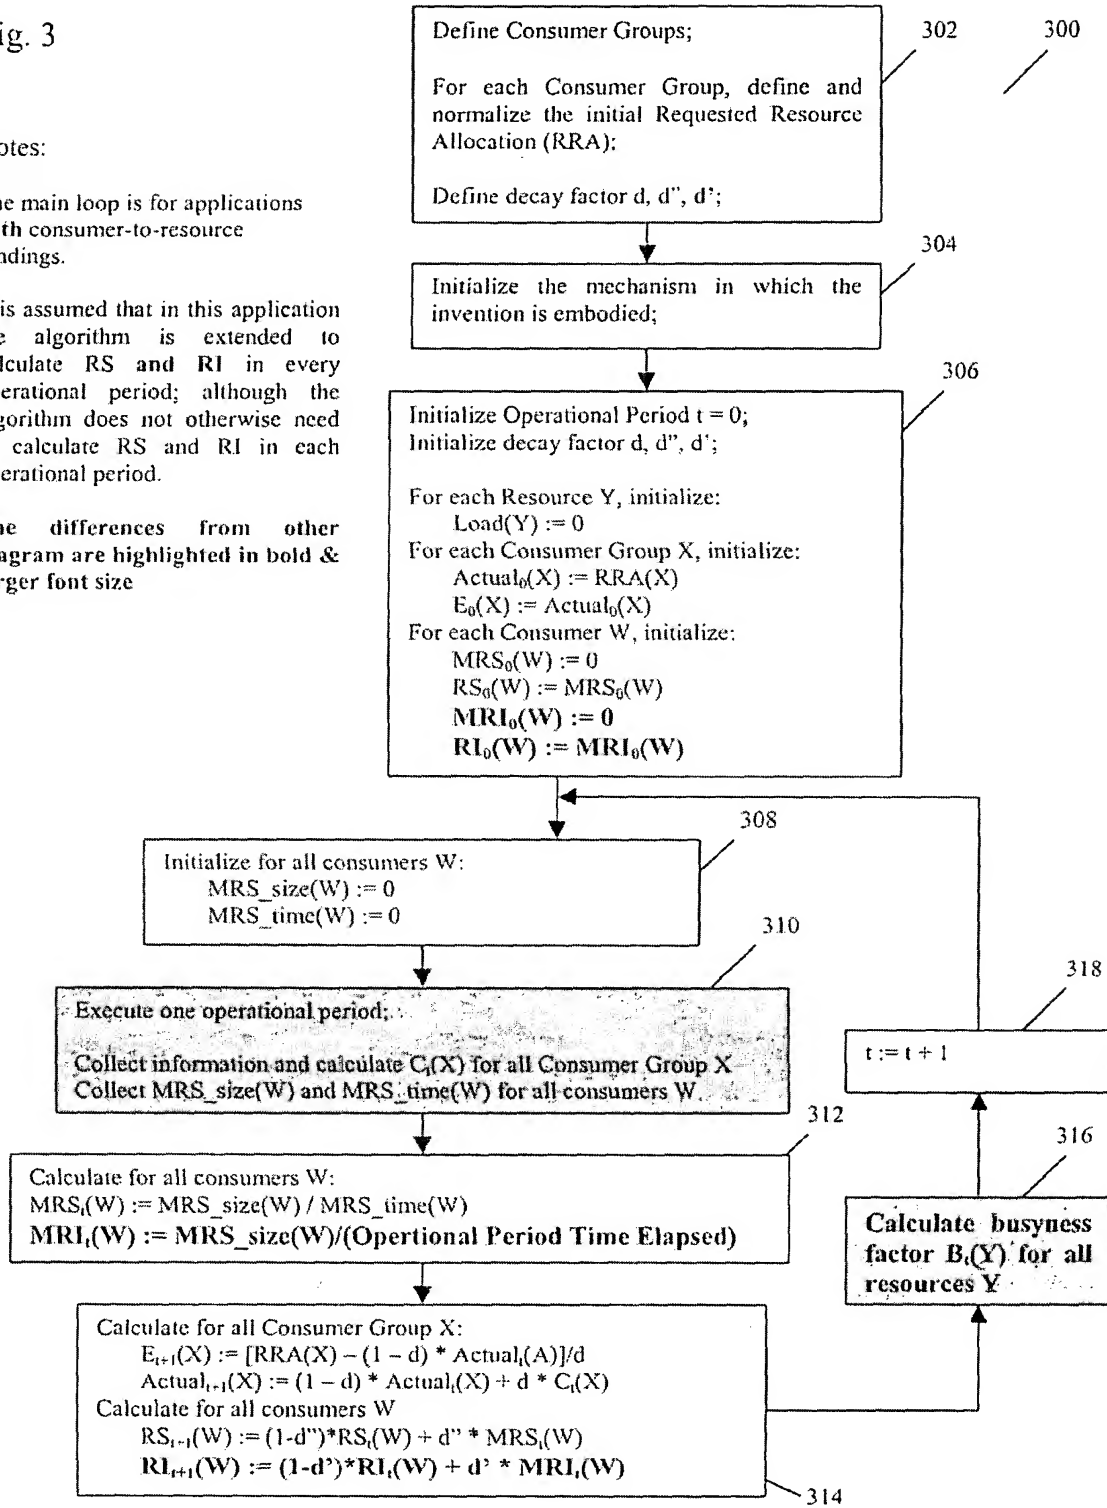 ig. 3
otes:
ne main loop is for applications
th consumer-to-resource
ndings.
is assumed that in this application
e algorithm is extended to
lculate RS and RI in every
erational period; although the
gorithm does not otherwise need
calculate RS and RI in each
erational period.
ne differences from other
agram are highlighted in bold &
rger font size
302
300
Define Consumer Groups;
For each Consumer Group, define and
normalize the initial Requested Resource
Allocation (RRA);
Define decay factor d, d'', d';
304
Initialize the mechanism in which the
invention is embodied;
306
Initialize Operational Period t = 0;
Initialize decay factor d, d'', d';
For each Resource Y, initialize:
Load(Y) := 0
For each Consumer Group X, initialize:
Actual₀(X) := RRA(X)
E₀(X) := Actual₀(X)
For each Consumer W, initialize:
MRS₀(W) := 0
RS₀(W) := MRS₀(W)
MRI₀(W) := 0
RI₀(W) := MRI₀(W)
308
Initialize for all consumers W:
MRS_size(W) := 0
MRS_time(W) := 0
310
Execute one operational period;
Collect information and calculate Cₜ(X) for all Consumer Group X
Collect MRS_size(W) and MRS_time(W) for all consumers W
312
Calculate for all consumers W:
MRSₜ(W) := MRS_size(W) / MRS_time(W)
MRIₜ(W) := MRS_size(W)/(Opertional Period Time Elapsed)
Calculate for all Consumer Group X:
Eₜ₊₁(X) := [RRA(X) – (1 – d) * Actualₜ(A)]/d
Actualₜ₊₁(X) := (1 – d) * Actualₜ(X) + d * Cₜ(X)
Calculate for all consumers W
RSₜ₊₁(W) := (1-d'')*RSₜ(W) + d'' * MRSₜ(W)
RIₜ₊₁(W) := (1-d')*RIₜ(W) + d' * MRIₜ(W)
314
316
Calculate busyness
factor Bₜ(Y) for all
resources Y
318
t := t + 1